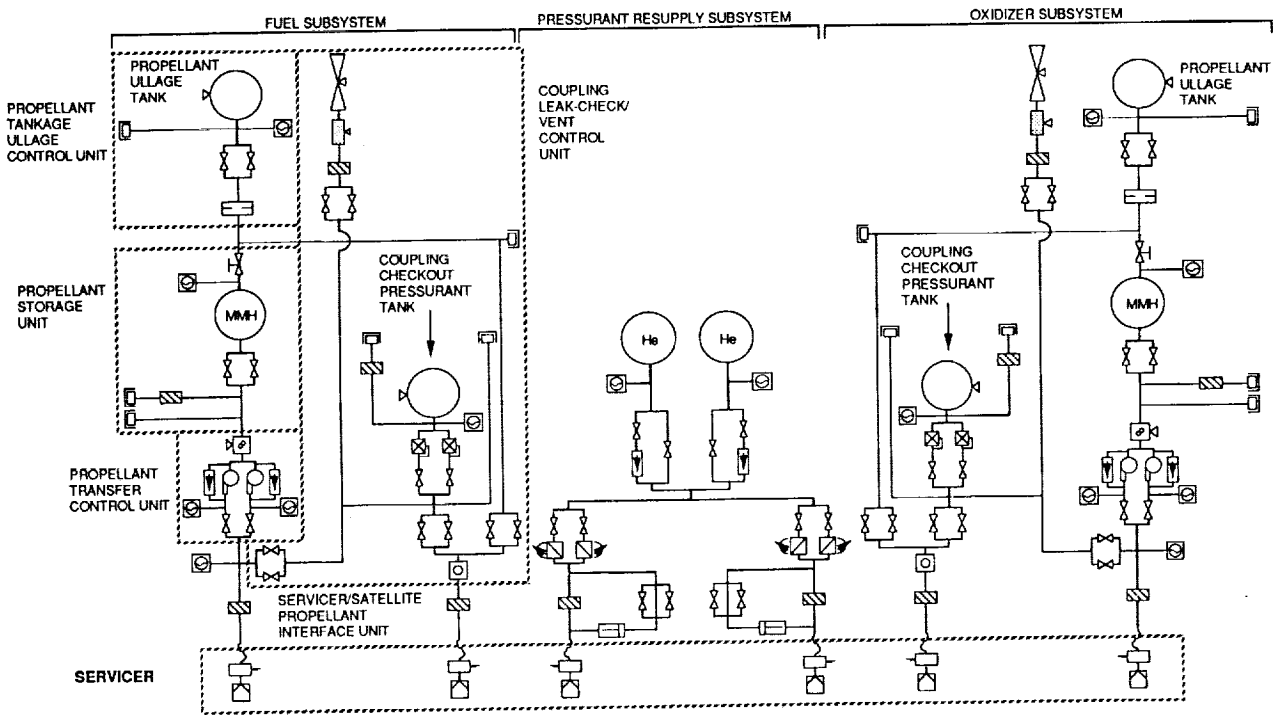 FUEL SUBSYSTEM
PRESSURANT RESUPPLY SUBSYSTEM
OXIDIZER SUBSYSTEM
PROPELLANT
ULLAGE
TANK
PROPELLANT
TANKAGE
ULLAGE
CONTROL UNIT
COUPLING
LEAK-CHECK/
VENT
CONTROL
UNIT
PROPELLANT
ULLAGE
TANK
PROPELLANT
STORAGE
UNIT
MMH
COUPLING
CHECKOUT
PRESSURANT
TANK
He
He
COUPLING
CHECKOUT
PRESSURANT
TANK
MMH
PROPELLANT
TRANSFER
CONTROL UNIT
SERVICER/SATELLITE
PROPELLANT
INTERFACE UNIT
SERVICER